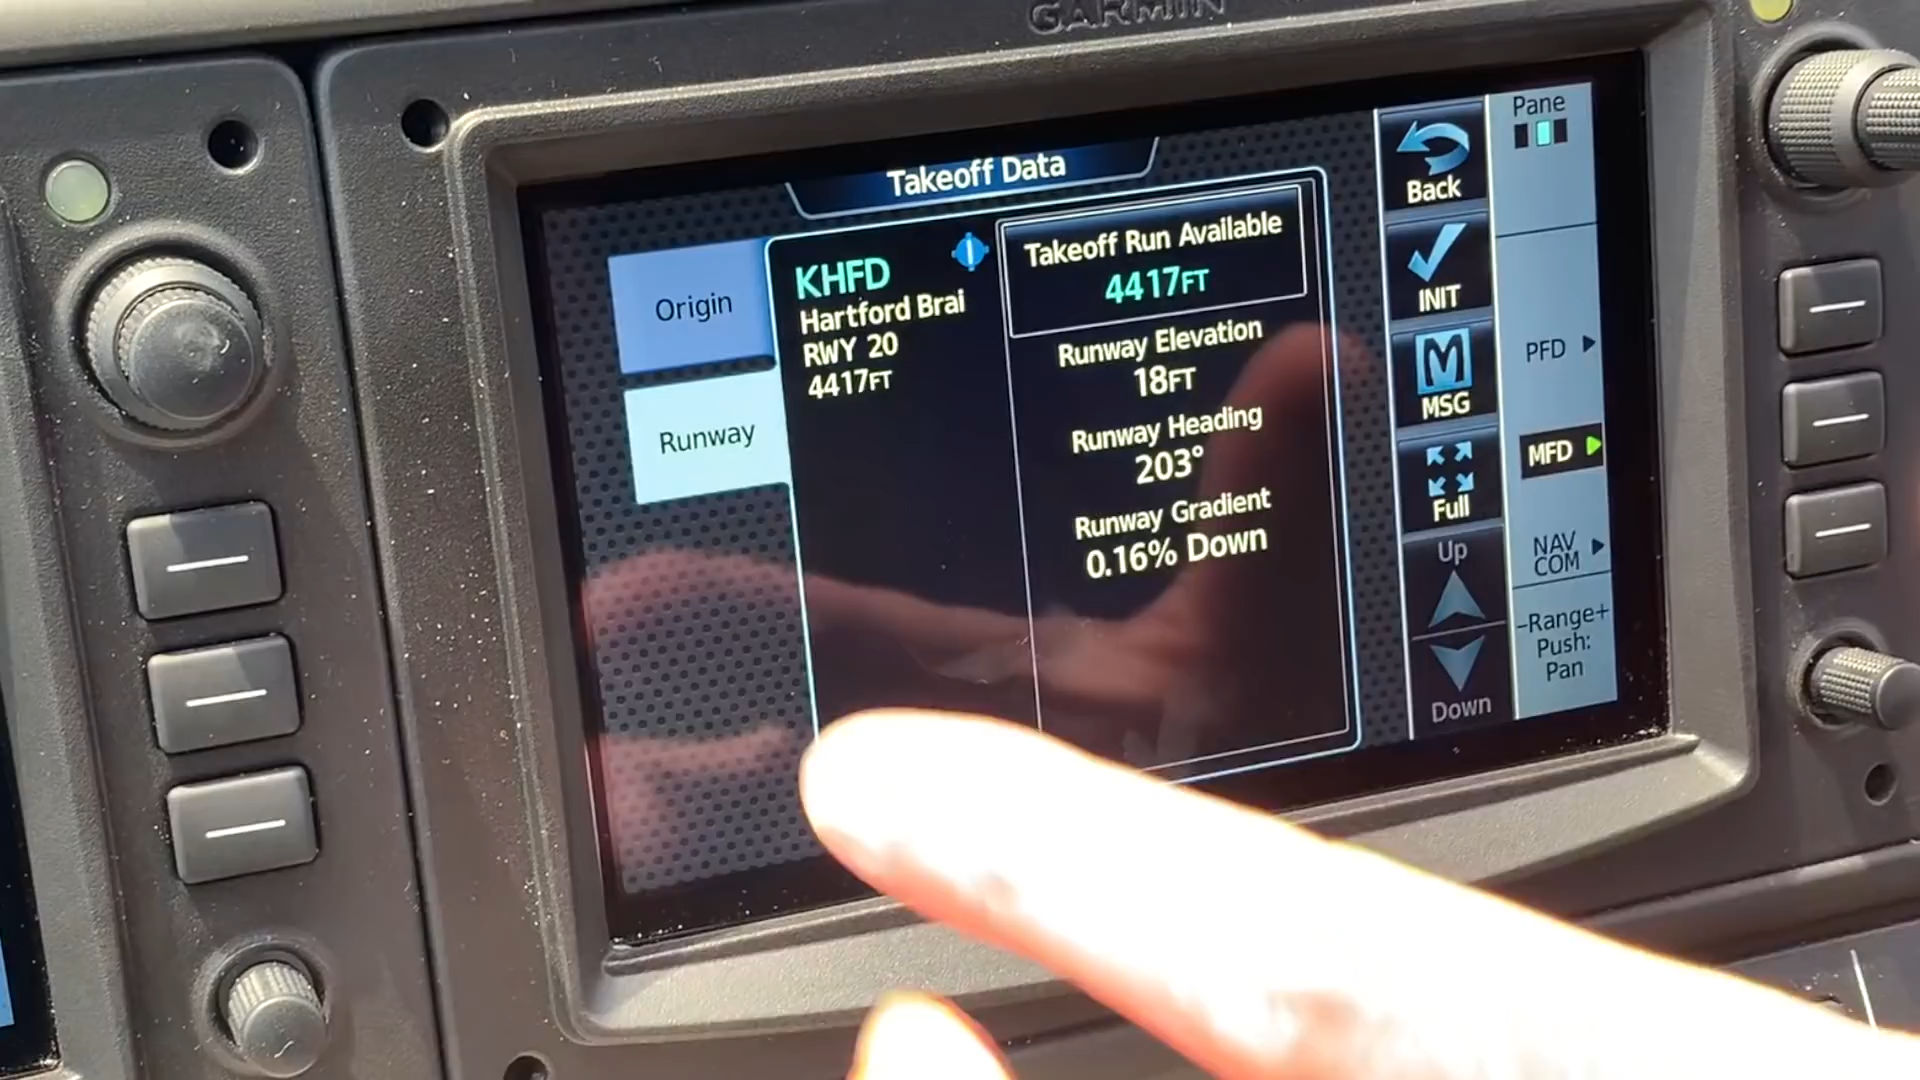 GARMIN
Takeoff Data
Origin
Runway
KHFD
Hartford Brai
RWY 20
4417FT
Takeoff Run Available
4417FT
Runway Elevation
18FT
Runway Heading
203°
Runway Gradient
0.16% Down
Back
INIT
MSG
Full
Up
Down
Pane
PFD
MFD
NAV
COM
-Range+
Push:
Pan